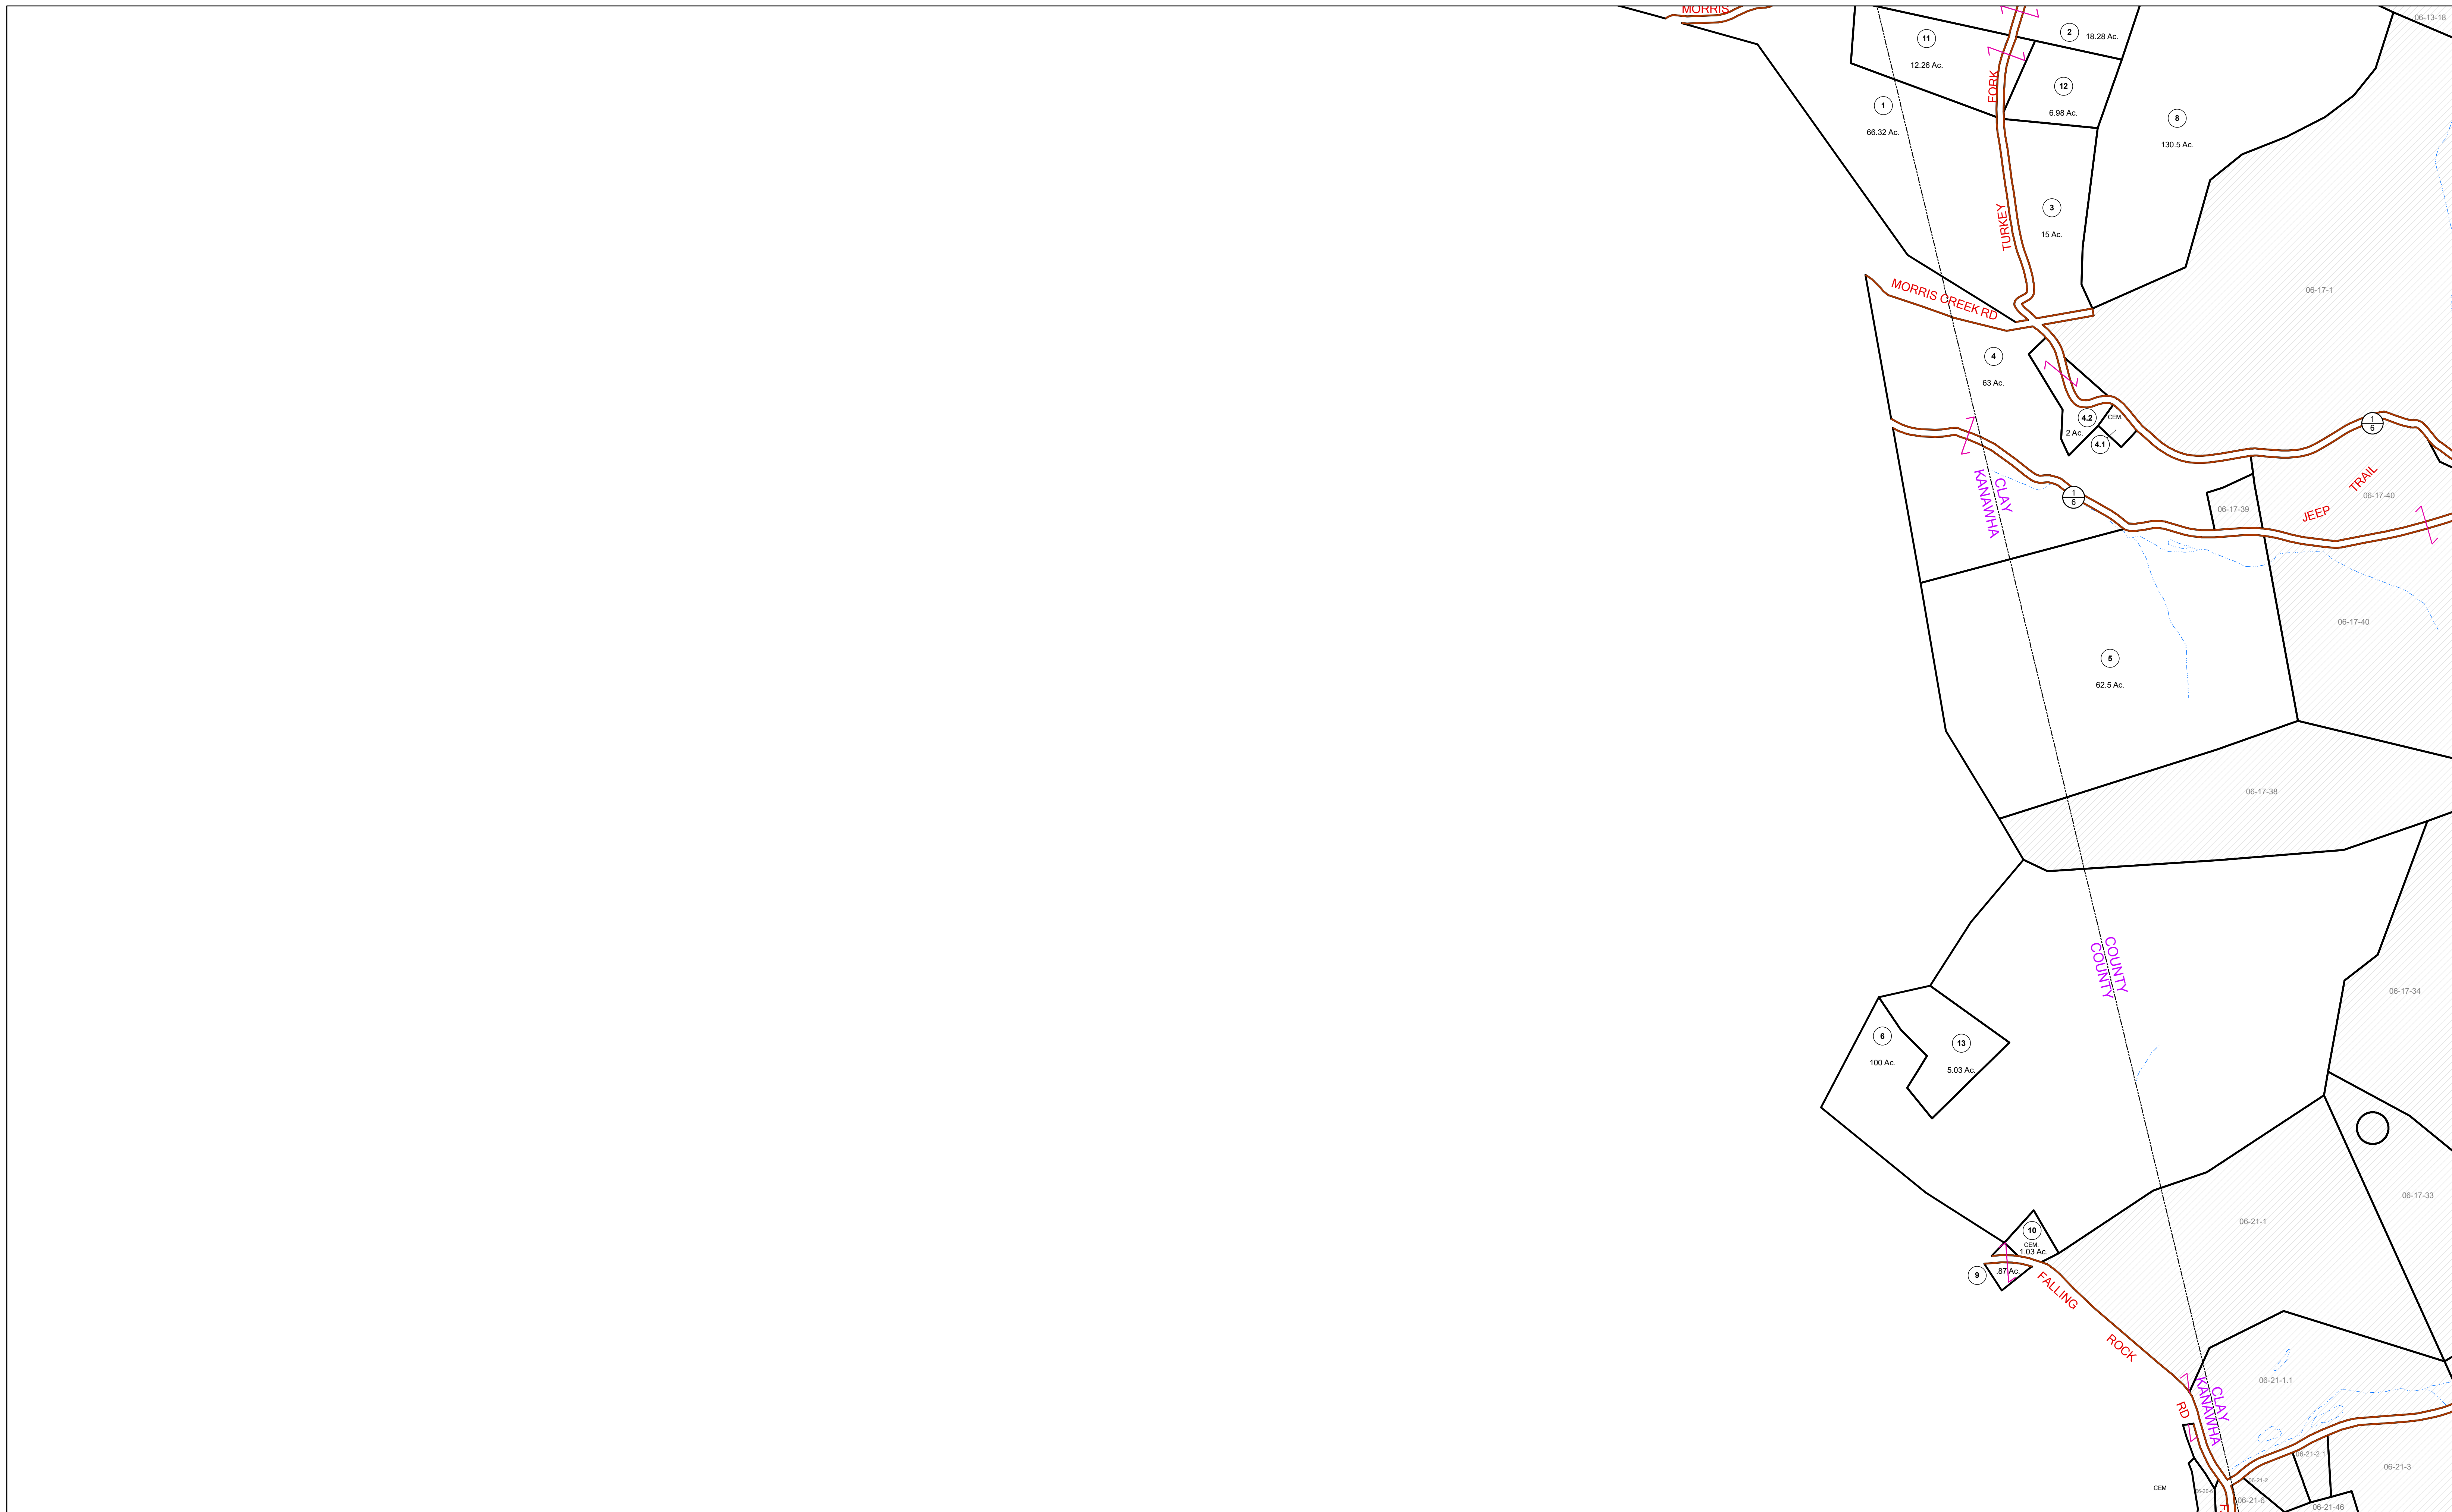 MORRIS
06-13-18
2
18.28 Ac.
11
12.26 Ac.
FORK
12
6.98 Ac.
1
66.32 Ac.
8
130.5 Ac.
TURKEY
3
15 Ac.
06-17-1
MORRIS CREEK RD
4
63 Ac.
4.2
CEM.
2 Ac.
4.1
1
6
CLAY
KANAWHA
1
6
TRAIL
06-17-40
06-17-39
JEEP
06-17-40
5
62.5 Ac.
06-17-38
COUNTY
COUNTY
06-17-34
6
100 Ac.
13
5.03 Ac.
06-17-33
06-21-1
10
CEM.
1.03 Ac.
9
.87 Ac.
FALLING
ROCK
06-21-1.1
CLAY
KANAWHA
RD
06-21-2.1
06-21-3
06-21-2
CEM
06-21-6
06-21-46